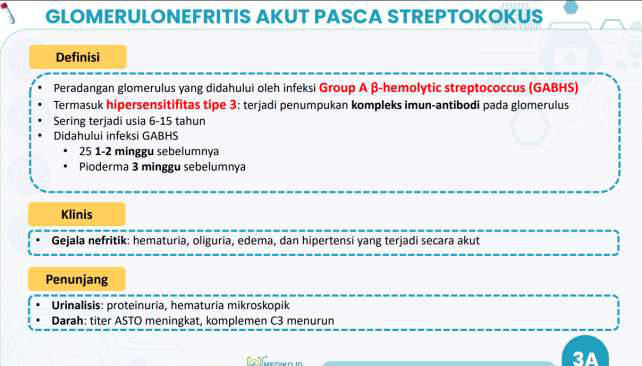 GLOMERULONEFRITIS AKUT PASCA STREPTOKOKUS
Definisi
• Peradangan glomerulus yang didahului oleh infeksi Group A β-hemolytic streptococcus (GABHS)
• Termasuk hipersensitifitas tipe 3: terjadi penumpukan kompleks imun-antibodi pada glomerulus
• Sering terjadi usia 6-15 tahun
• Didahului infeksi GABHS
• 25 1-2 minggu sebelumnya
• Pioderma 3 minggu sebelumnya
Klinis
• Gejala nefritik: hematuria, oliguria, edema, dan hipertensi yang terjadi secara akut
Penunjang
• Urinalisis: proteinuria, hematuria mikroskopik
• Darah: titer ASTO meningkat, komplemen C3 menurun
MEDIKO.ID
3A